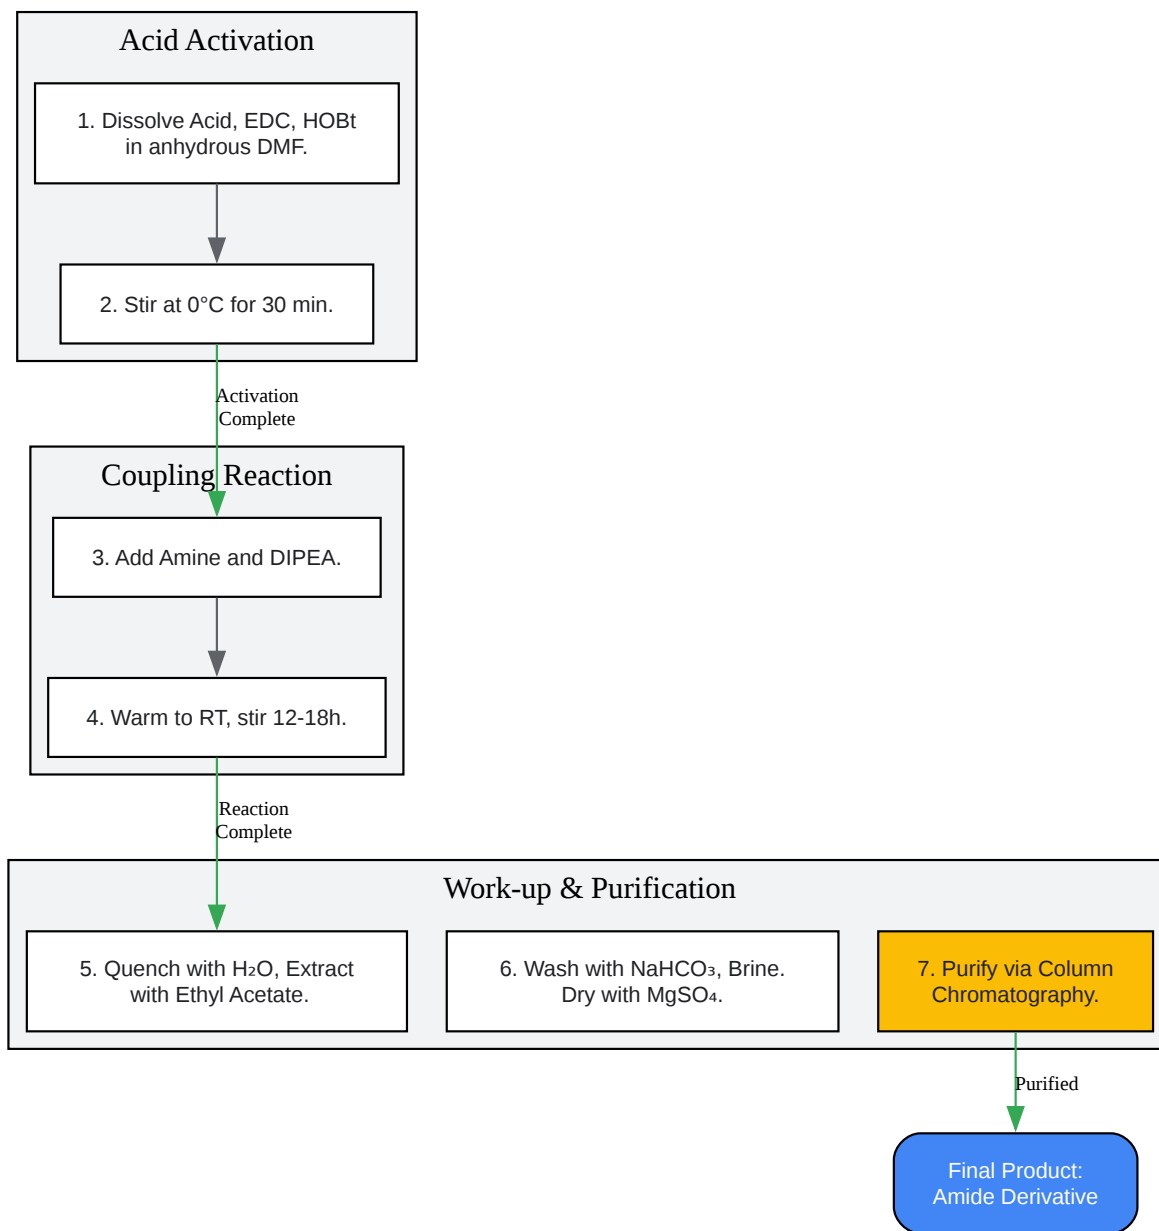 Acid Activation
1. Dissolve Acid, EDC, HOBt
in anhydrous DMF.
2. Stir at 0°C for 30 min.
Activation
Complete
Coupling Reaction
3. Add Amine and DIPEA.
4. Warm to RT, stir 12-18h.
Reaction
Complete
Work-up & Purification
5. Quench with H₂O, Extract
with Ethyl Acetate.
6. Wash with NaHCO₃, Brine.
Dry with MgSO₄.
7. Purify via Column
Chromatography.
Purified
Final Product:
Amide Derivative